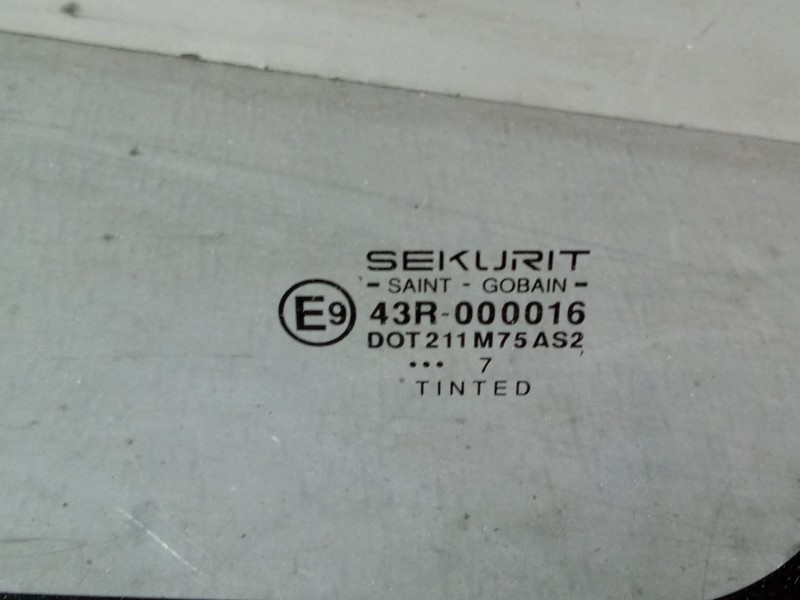 SEKURIT
- SAINT - GOBAIN -
E9 43R-000016
DOT 211 M75 AS2
••• 7
TINTED